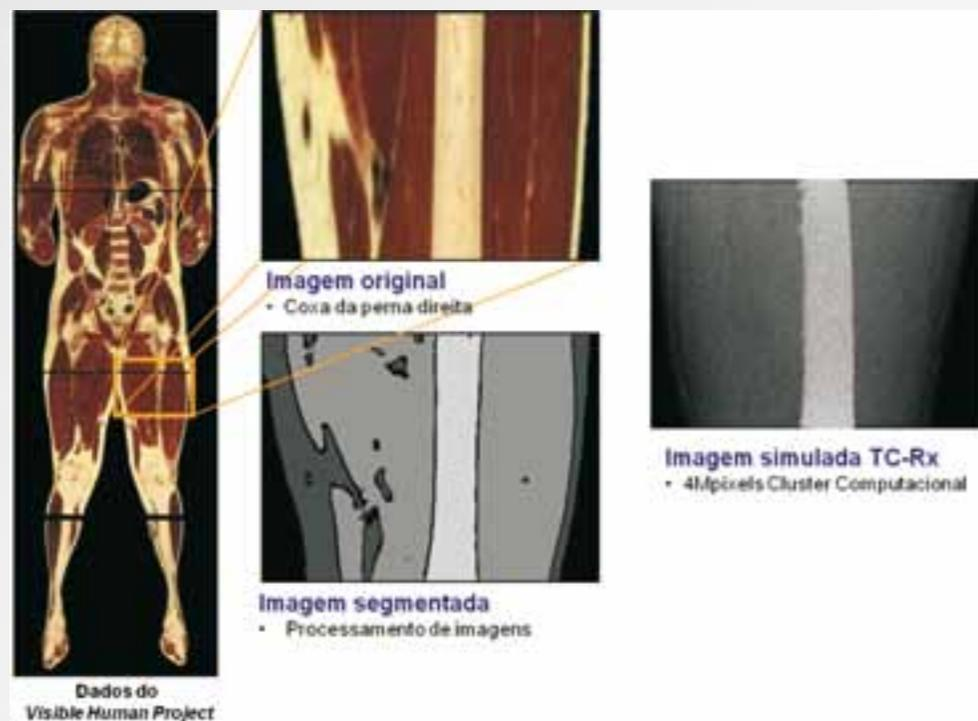 Imagem original
• Coxa da perna direita
Imagem segmentada
• Processamento de imagens
Imagem simulada TC-Rx
• 4Mpixels Cluster Computacional
Dados do
Visible Human Project